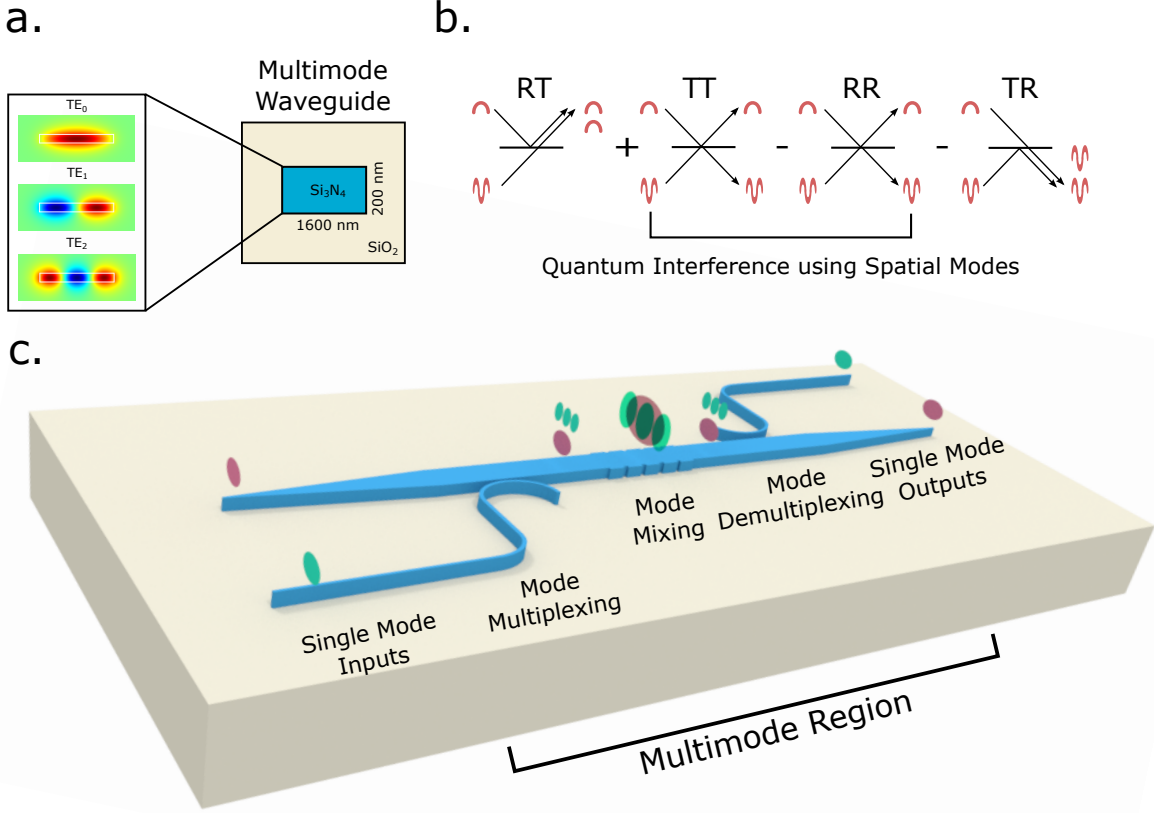 a.
TE₀
TE₁
TE₂
Multimode
Waveguide
Si₃N₄
200 nm
1600 nm
SiO₂
b.
RT
TT
RR
TR
+
-
-
Quantum Interference using Spatial Modes
c.
Single Mode
Inputs
Mode
Multiplexing
Mode
Mixing
Mode
Demultiplexing
Single Mode
Outputs
Multimode Region